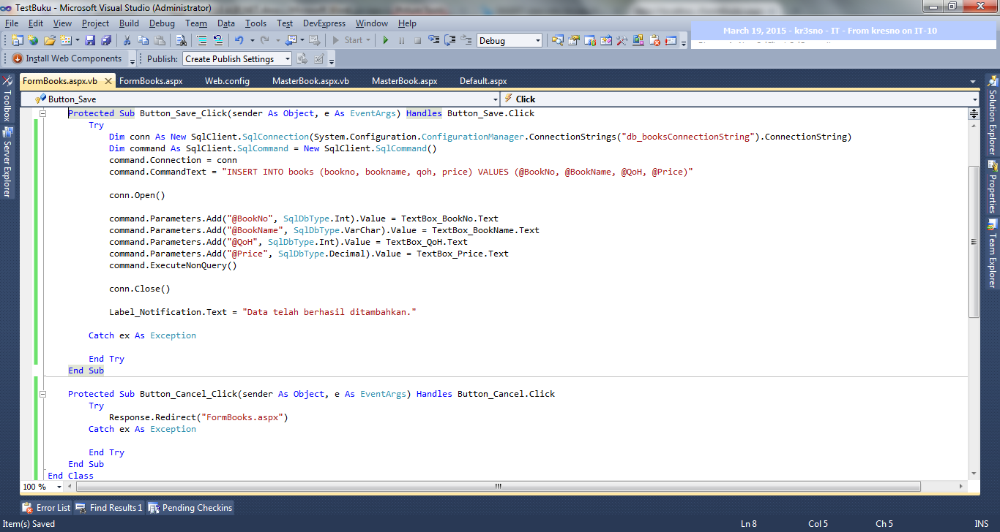 TestBuku - Microsoft Visual Studio (Administrator)
File Edit View Project Build Debug Team Data Tools Test DevExpress Window Help
March 19, 2015 - kr3sno - IT - From kresno on IT-10
Start Debug
Install Web Components Publish: Create Publish Settings
FormBooks.aspx.vb FormBooks.aspx Web.config MasterBook.aspx.vb MasterBook.aspx Default.aspx
Button_Save Click
Toolbox
Server Explorer
Protected Sub Button_Save_Click(sender As Object, e As EventArgs) Handles Button_Save.Click
Try
Dim conn As New SqlClient.SqlConnection(System.Configuration.ConfigurationManager.ConnectionStrings("db_booksConnectionString").ConnectionString)
Dim command As SqlClient.SqlCommand = New SqlClient.SqlCommand()
command.Connection = conn
command.CommandText = "INSERT INTO books (bookno, bookname, qoh, price) VALUES (@BookNo, @BookName, @QoH, @Price)"
conn.Open()
command.Parameters.Add("@BookNo", SqlDbType.Int).Value = TextBox_BookNo.Text
command.Parameters.Add("@BookName", SqlDbType.VarChar).Value = TextBox_BookName.Text
command.Parameters.Add("@QoH", SqlDbType.Int).Value = TextBox_QoH.Text
command.Parameters.Add("@Price", SqlDbType.Decimal).Value = TextBox_Price.Text
command.ExecuteNonQuery()
conn.Close()
Label_Notification.Text = "Data telah berhasil ditambahkan."
Catch ex As Exception
End Try
End Sub
Protected Sub Button_Cancel_Click(sender As Object, e As EventArgs) Handles Button_Cancel.Click
Try
Response.Redirect("FormBooks.aspx")
Catch ex As Exception
End Try
End Sub
End Class
Solution Explorer
Properties
Team Explorer
100 %
Error List Find Results 1 Pending Checkins
Item(s) Saved Ln 8 Col 5 Ch 5 INS